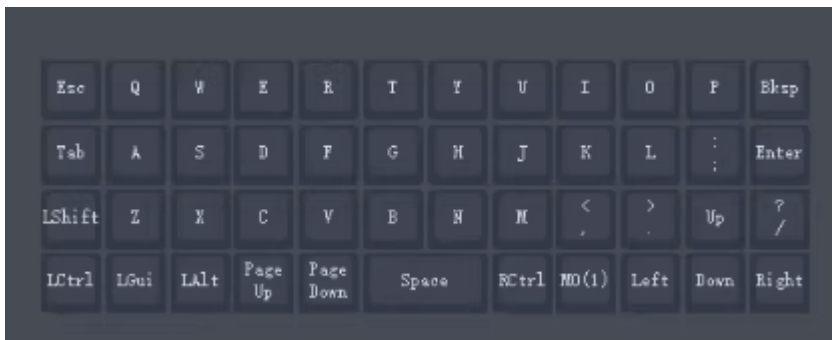 Esc Q W E R T Y U I O P Bksp
Tab A S D F G H J K L : ; Enter
LShift Z X C V B N M < , > . Up ? /
LCtrl LGui LAlt Page Up Page Down Space RCtrl MO(1) Left Down Right